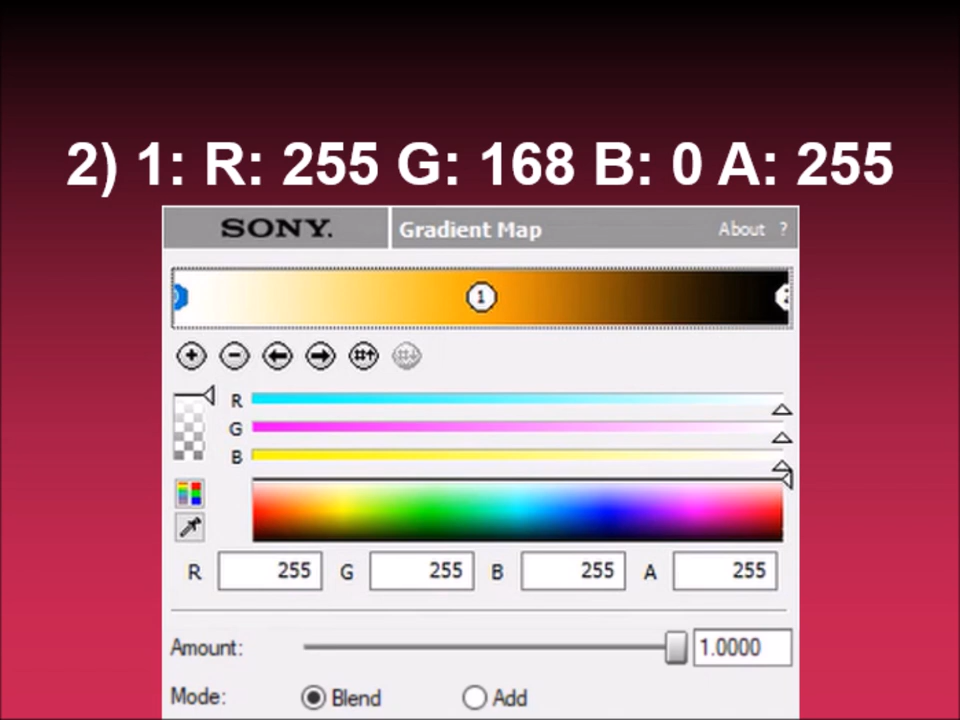 2) 1: R: 255 G: 168 B: 0 A: 255
SONY. Gradient Map About ?
1
R
G
B
R 255 G 255 B 255 A 255
Amount: 1.0000
Mode: Blend Add